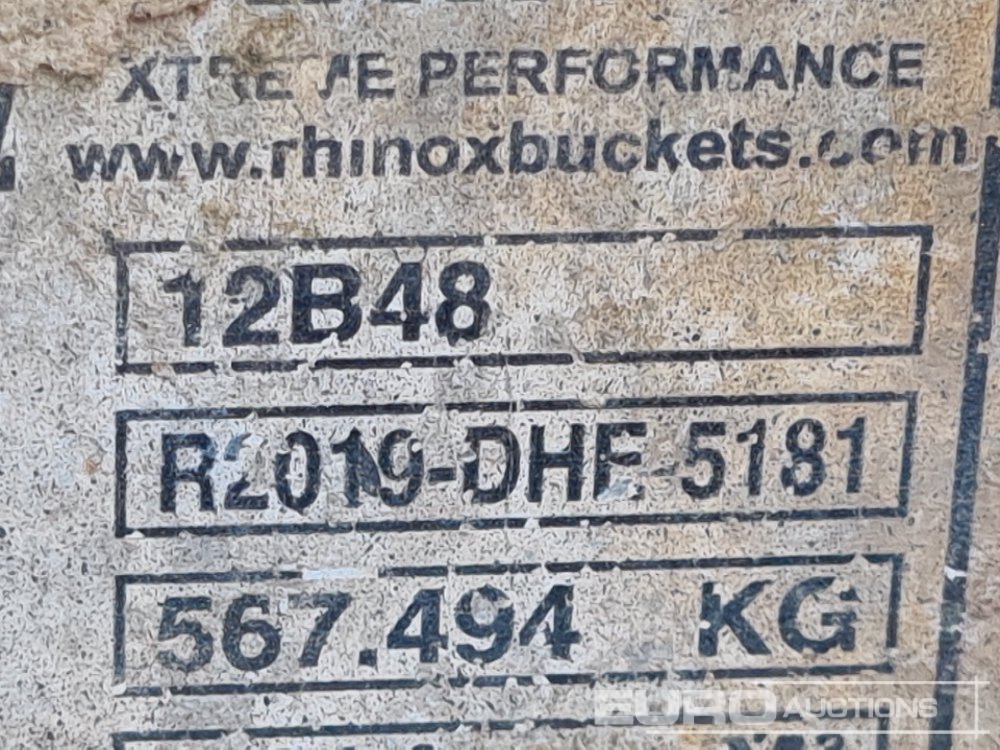 XTREME PERFORMANCE
www.rhinoxbuckets.com
12B48
R2019-DHE-5181
567.494 KG
EURO AUCTIONS